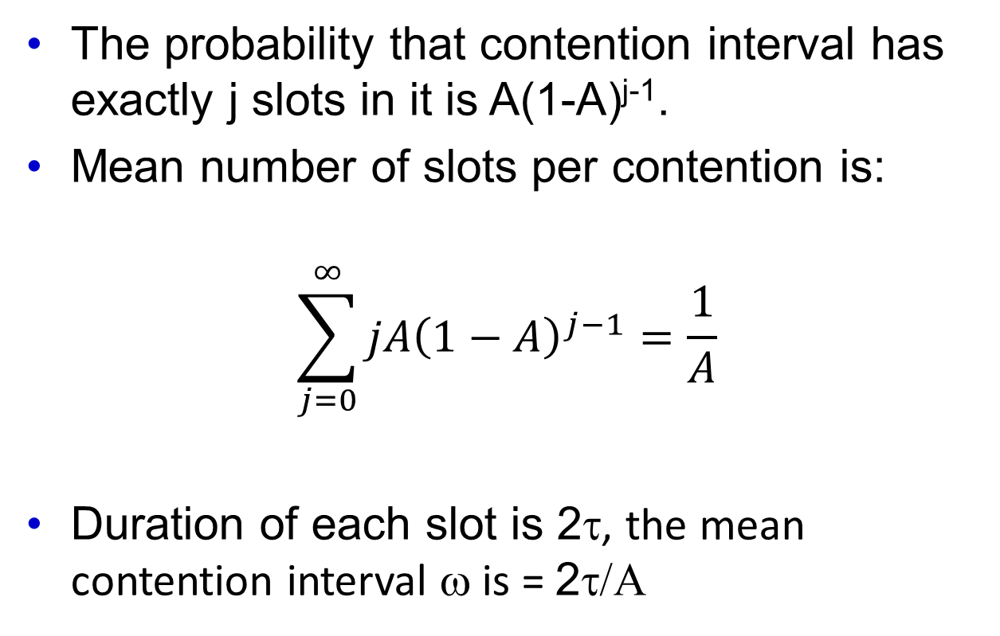 • The probability that contention interval has
exactly j slots in it is A(1-A)^{j-1}.
• Mean number of slots per contention is:
\sum_{j=0}^{\infty} jA(1 − A)^{j−1} = \frac{1}{A}
• Duration of each slot is 2τ, the mean
contention interval ω is = 2τ/A